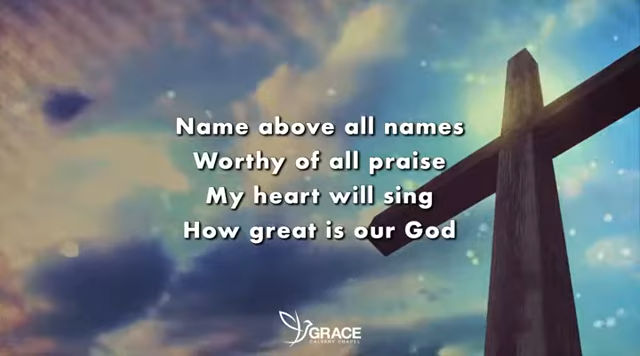 Name above all names
Worthy of all praise
My heart will sing
How great is our God
GRACE
CALVARY CHAPEL